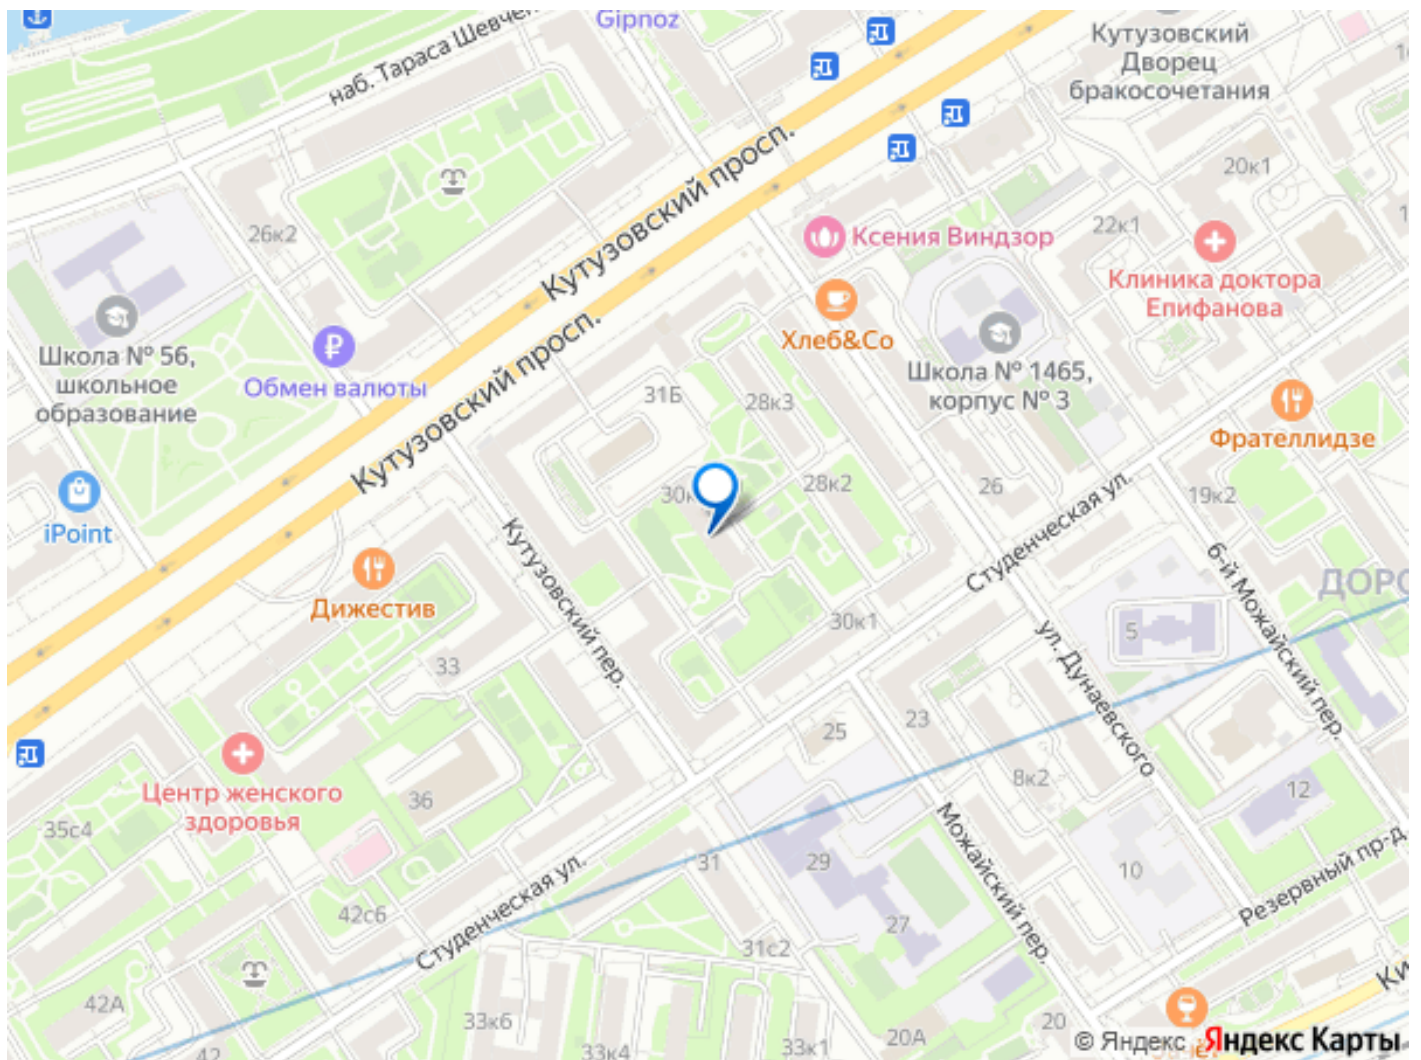 Gipnoz
наб. Тараса
Кутузовский
Дворец
бракосочетания
20к1
Кутузовский просп.
26к2
Ксения Виндзор
22к1
Клиника доктора
Епифанова
Школа № 56,
школьное
образование
Обмен валюты
Хлеб&Co
Школа № 1465,
корпус № 3
Кутузовский просп.
31Б
28к3
Фрателлидзе
iPoint
28к2
26
19к2
Студенческая ул.
Кутузовский пер.
6-й Можайский пер.
Дижестив
30к1
5
ул. Дунаевского
33
23
25
Центр женского
здоровья
36
8к2
12
35с4
Можайский пер.
31
29
10
Резервный пр-д
42с6
Студенческая ул.
27
31с2
42А
33к6
20А
20
42
33к4
33к1
© Яндекс Яндекс Карты